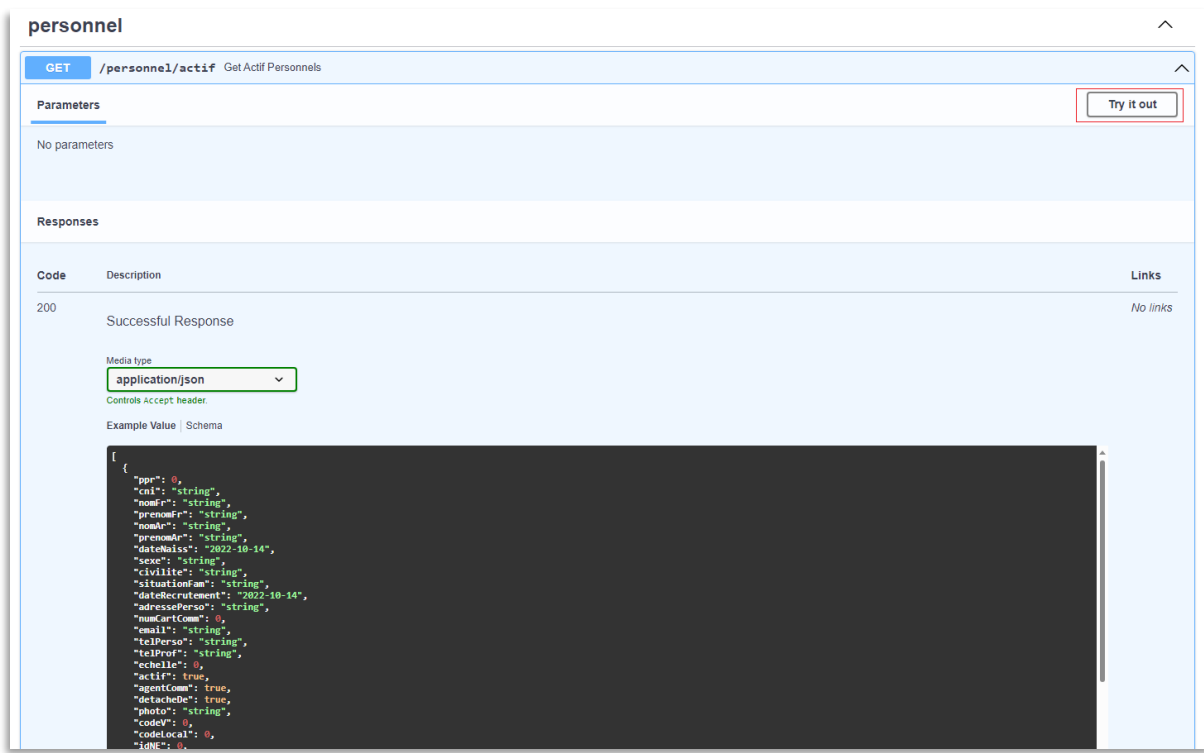 personnel
GET /personnel/actif Get Actif Personnels
Parameters
Try it out
No parameters
Responses
Code Description Links
200 Successful Response No links
Media type
application/json
Controls Accept header.
Example Value | Schema
[
{
"ppr": 0,
"cni": "string",
"nomFr": "string",
"prenomFr": "string",
"nomAr": "string",
"prenomAr": "string",
"dateNaiss": "2022-10-14",
"sexe": "string",
"civilite": "string",
"situationFam": "string",
"dateRecrutement": "2022-10-14",
"adressePerso": "string",
"numCartComm": 0,
"email": "string",
"telPerso": "string",
"telProf": "string",
"echelle": 0,
"actif": true,
"agentComm": true,
"detacheDe": true,
"photo": "string",
"codeV": 0,
"codeLocal": 0,
"idNE": 0,